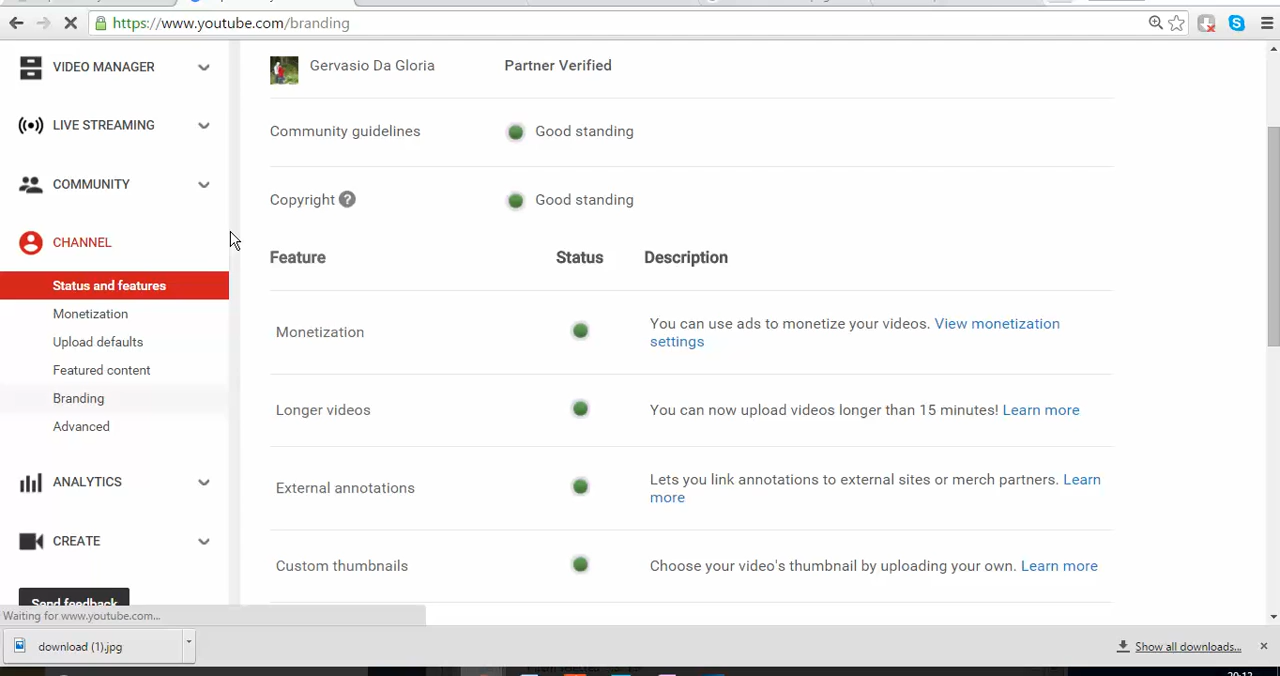 https://www.youtube.com/branding
VIDEO MANAGER
LIVE STREAMING
COMMUNITY
CHANNEL
Status and features
Monetization
Upload defaults
Featured content
Branding
Advanced
ANALYTICS
CREATE
Send feedback
Gervasio Da Gloria Partner Verified
Community guidelines Good standing
Copyright ? Good standing
Feature Status Description
Monetization You can use ads to monetize your videos. View monetization
settings
Longer videos You can now upload videos longer than 15 minutes! Learn more
External annotations Lets you link annotations to external sites or merch partners. Learn
more
Custom thumbnails Choose your video's thumbnail by uploading your own. Learn more
Waiting for www.youtube.com...
download (1).jpg
Show all downloads...